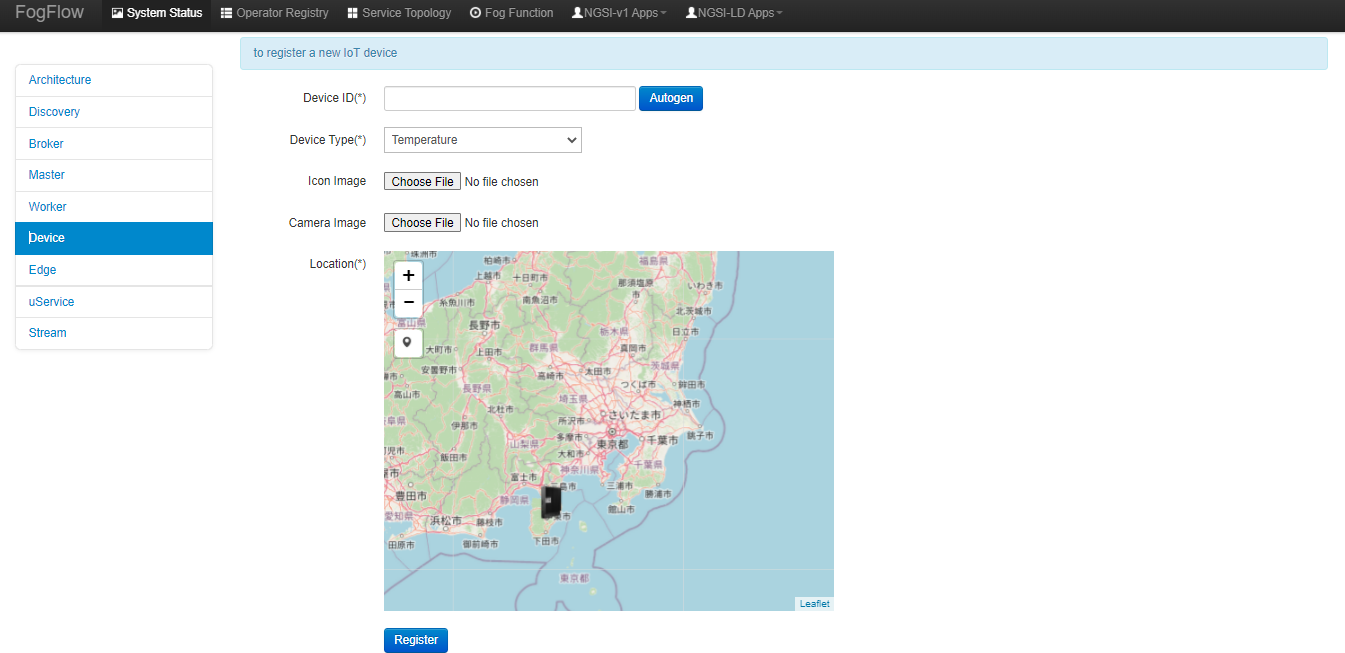 FogFlow
System Status
Operator Registry
Service Topology
Fog Function
NGSI-v1 Apps
NGSI-LD Apps
to register a new IoT device
Architecture
Discovery
Broker
Master
Worker
Device
Edge
uService
Stream
Device ID(*)
Autogen
Device Type(*)
Temperature
Icon Image
Choose File No file chosen
Camera Image
Choose File No file chosen
Location(*)
+
−
珠洲市
柏崎市
福島県
上越市
十日町市
那須塩原市
いわき市
糸魚川市
南魚沼市
北茨城市
富山県
長野市
栃木県
日立市
大町市
上田市
群馬県
真岡市
安曇野市
高崎市
太田市
茨城県
つくば市
鉾田市
高山市
長野県
埼玉県
神栖市
北杜市
さいたま市
岐阜県
伊那市
所沢市
山梨県
多摩市
東京都
千葉市
銚子市
飯田市
大和市
神奈川県
千葉県
富士市
三島市
三浦市
勝浦市
豊田市
静岡県
館山市
愛知県
浜松市
藤枝市
田原市
御前崎市
下田市
東京都
Leaflet
Register